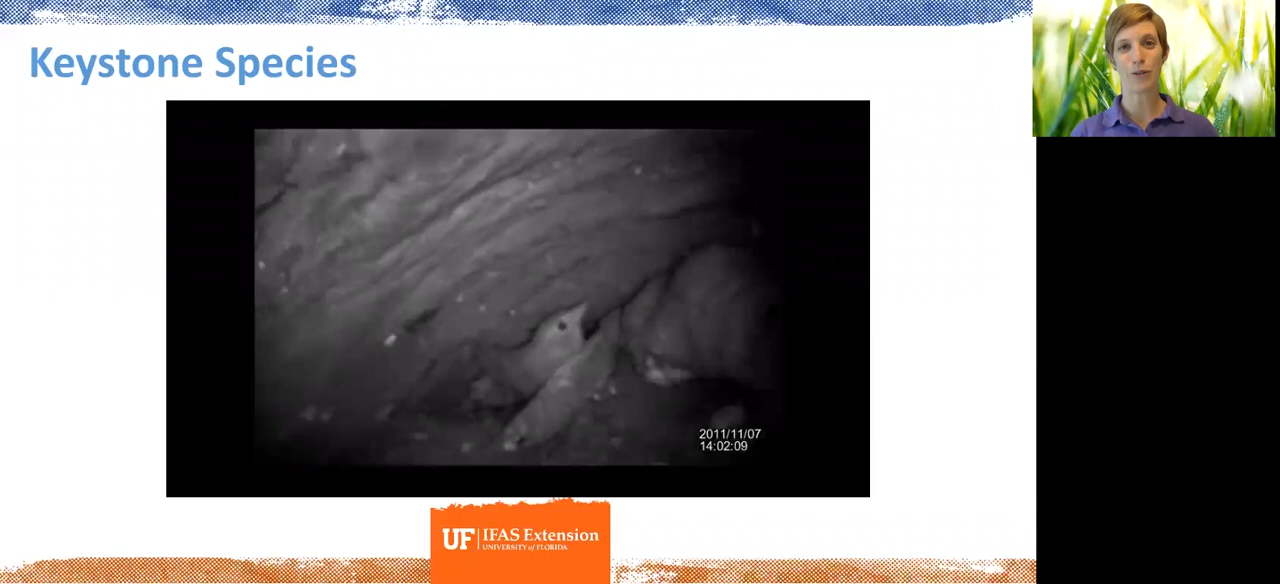 Keystone Species
2011/11/07
14:02:09
UF | IFAS Extension
UNIVERSITY of FLORIDA